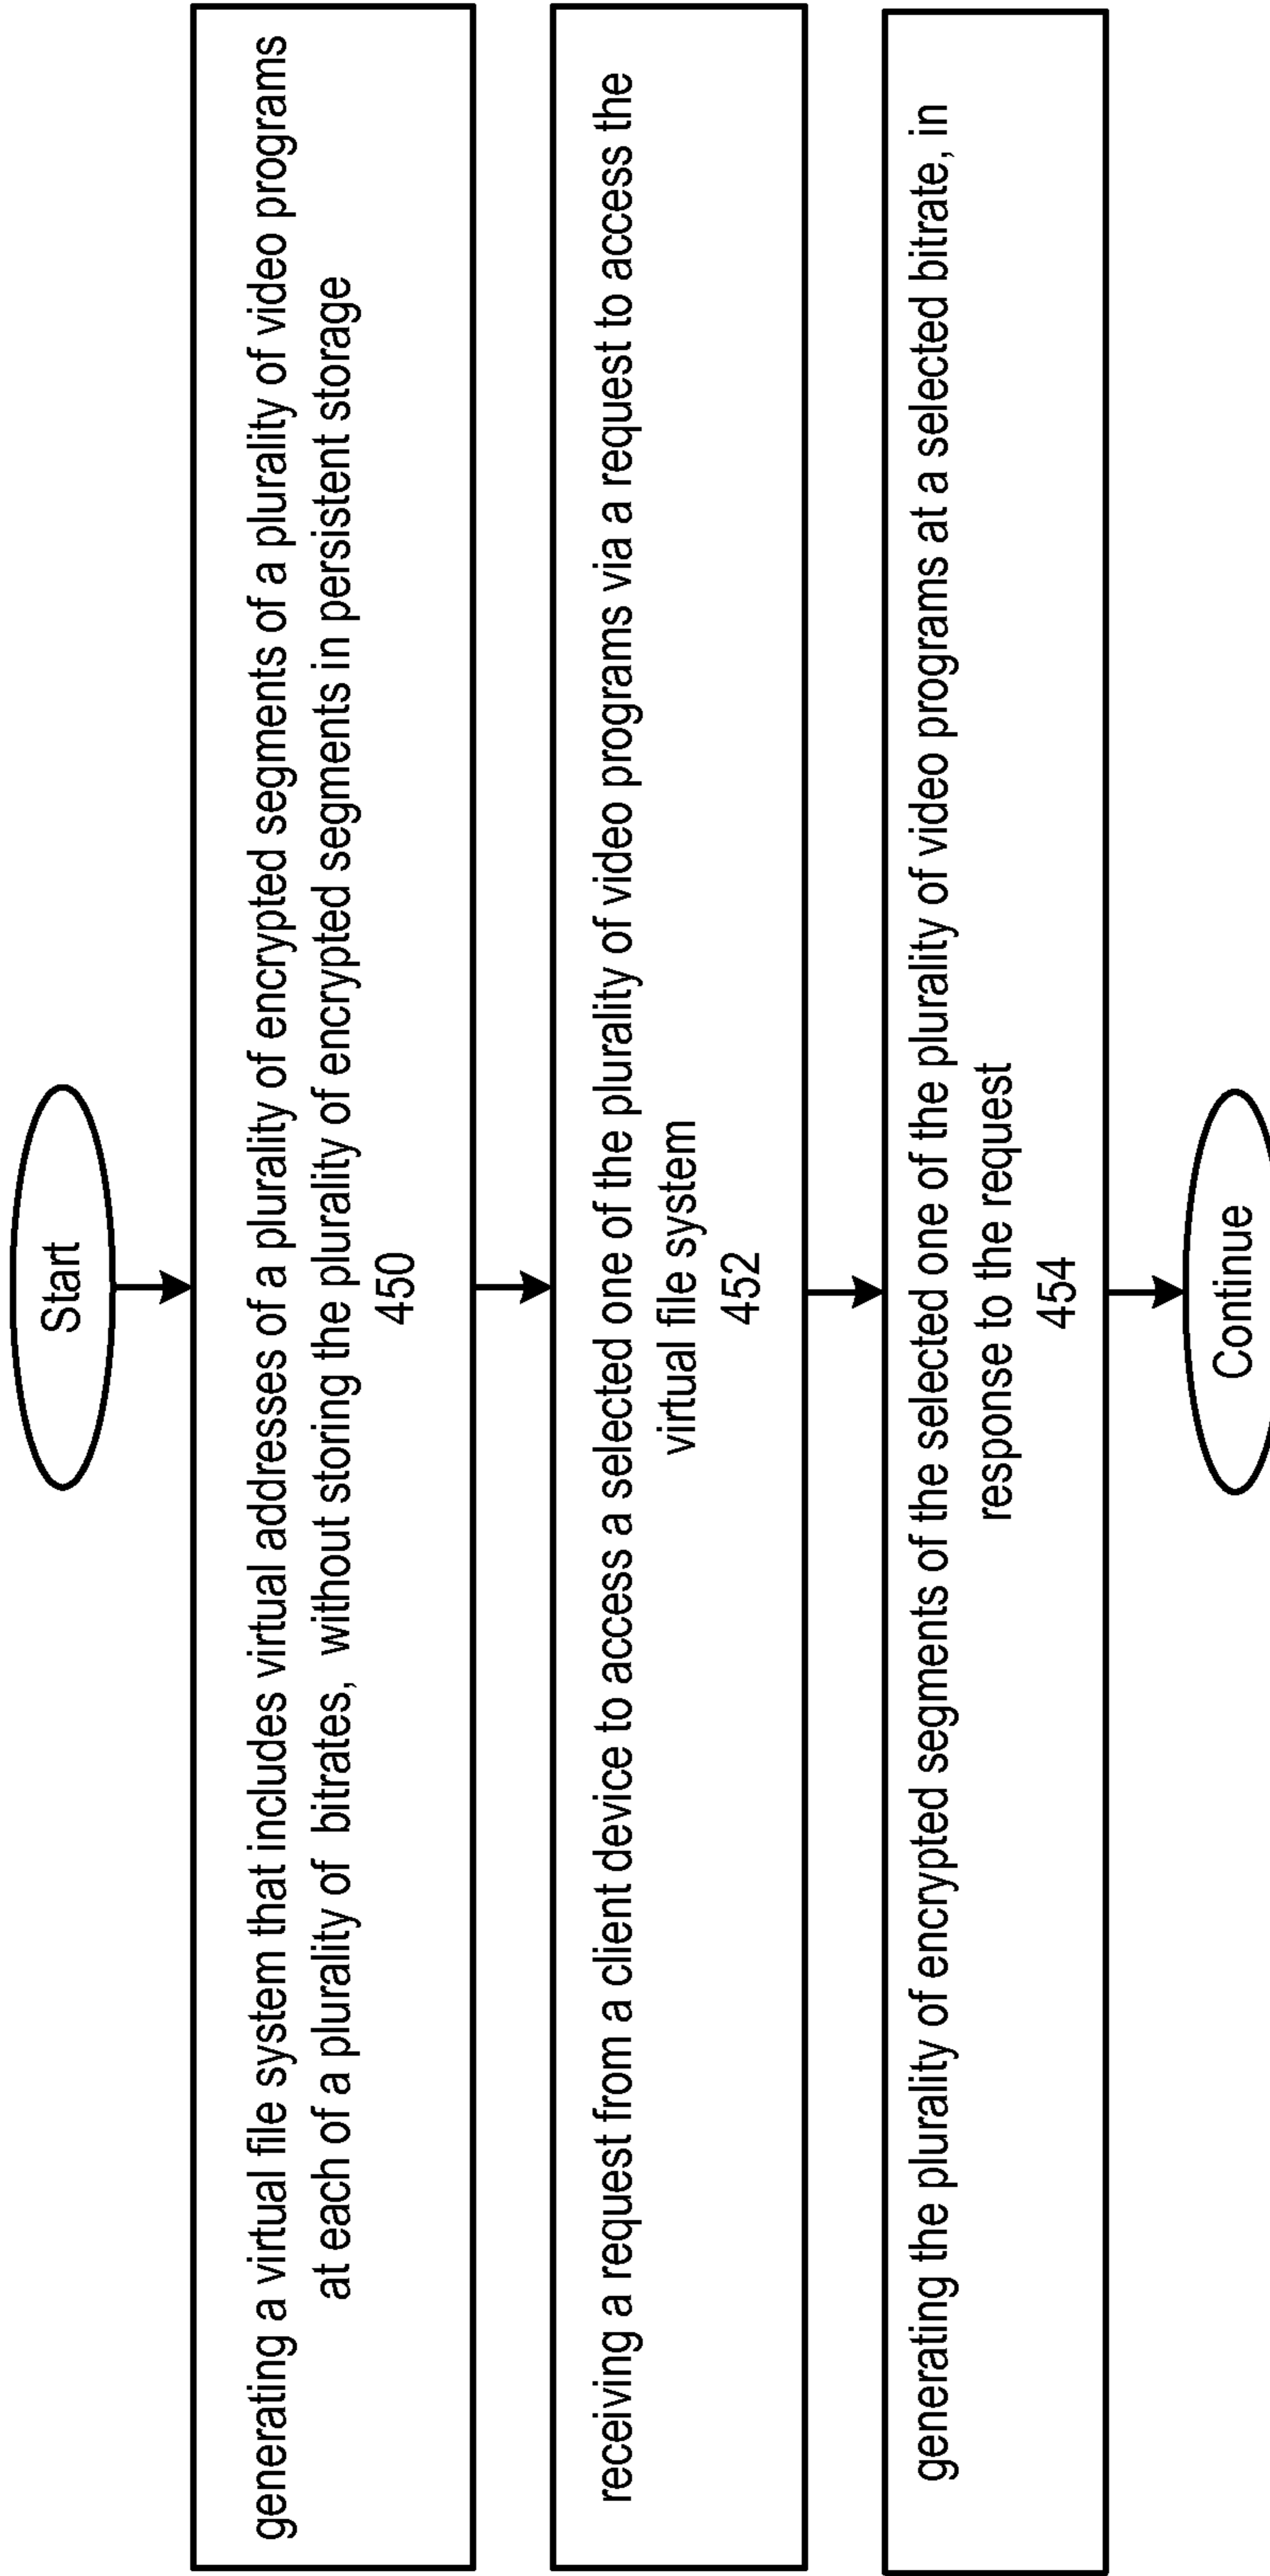 Start
generating a virtual file system that includes virtual addresses of a plurality of encrypted segments of a plurality of video programs
at each of a plurality of bitrates, without storing the plurality of encrypted segments in persistent storage
450
receiving a request from a client device to access a selected one of the plurality of video programs via a request to access the
virtual file system
452
generating the plurality of encrypted segments of the selected one of the plurality of video programs at a selected bitrate, in
response to the request
454
Continue